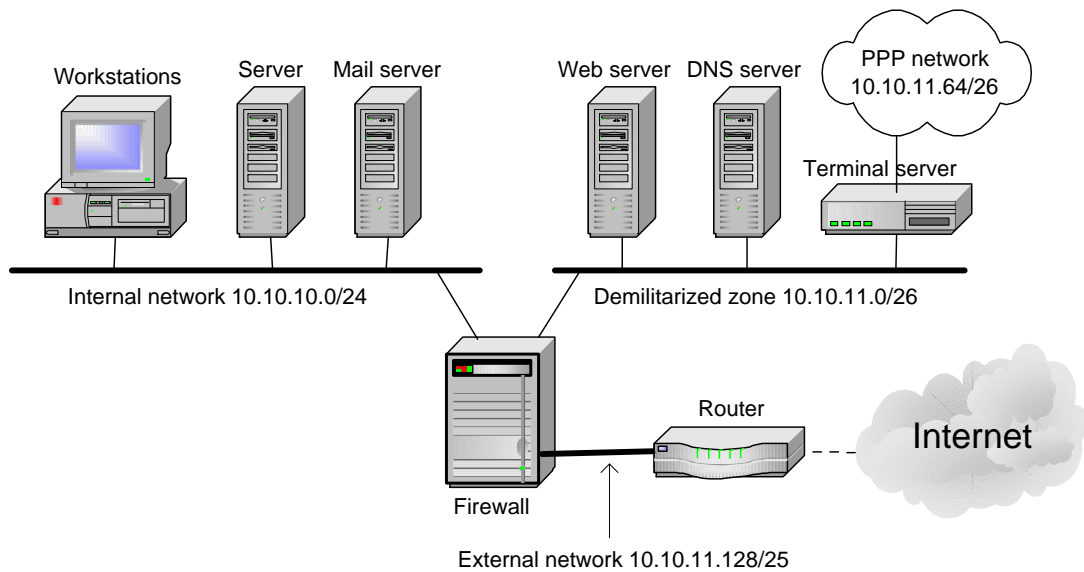 Workstations
Server
Mail server
Web server
DNS server
PPP network
10.10.11.64/26
Terminal server
Internal network 10.10.10.0/24
Demilitarized zone 10.10.11.0/26
Firewall
Router
Internet
External network 10.10.11.128/25